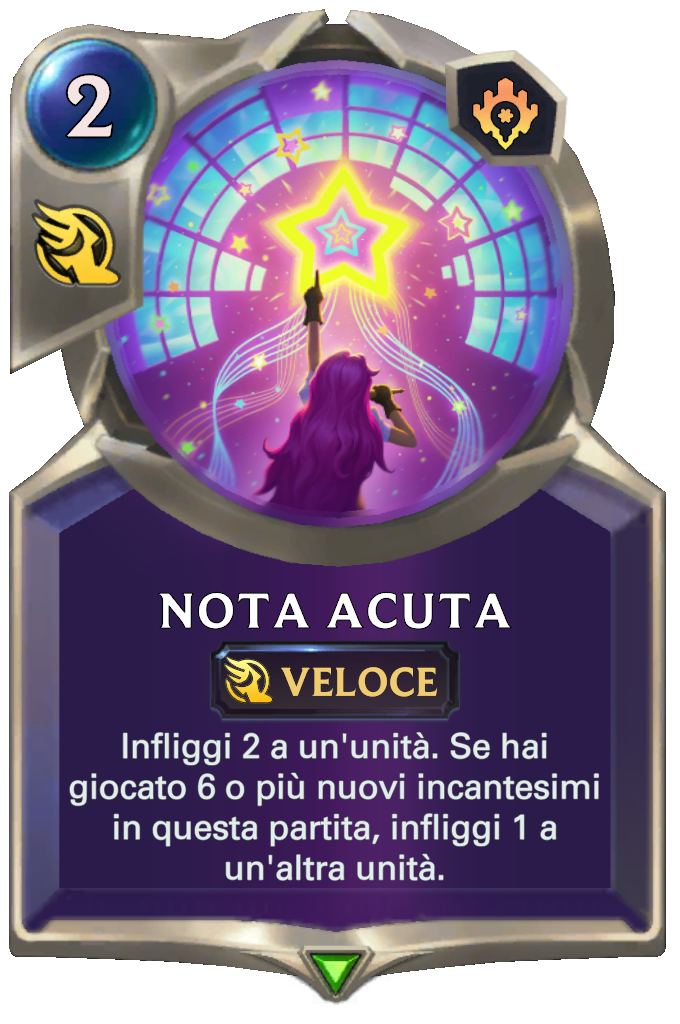 2
NOTA ACUTA
VELOCE
Infliggi 2 a un'unità. Se hai
giocato 6 o più nuovi incantesimi
in questa partita, infliggi 1 a
un'altra unità.